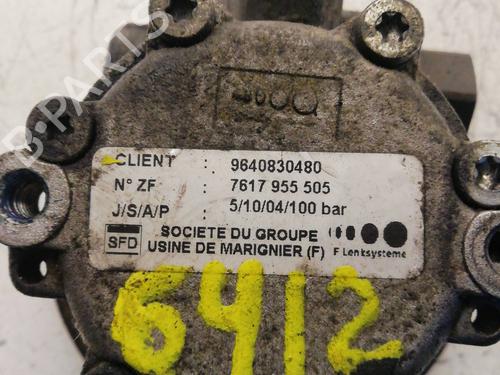 B-PARTS
CLIENT : 9640830480
N° ZF : 7617 955 505
J/S/A/P : 5/10/04/100 bar
SFD SOCIETE DU GROUPE
USINE DE MARIGNIER (F) F Lenksysteme
6412